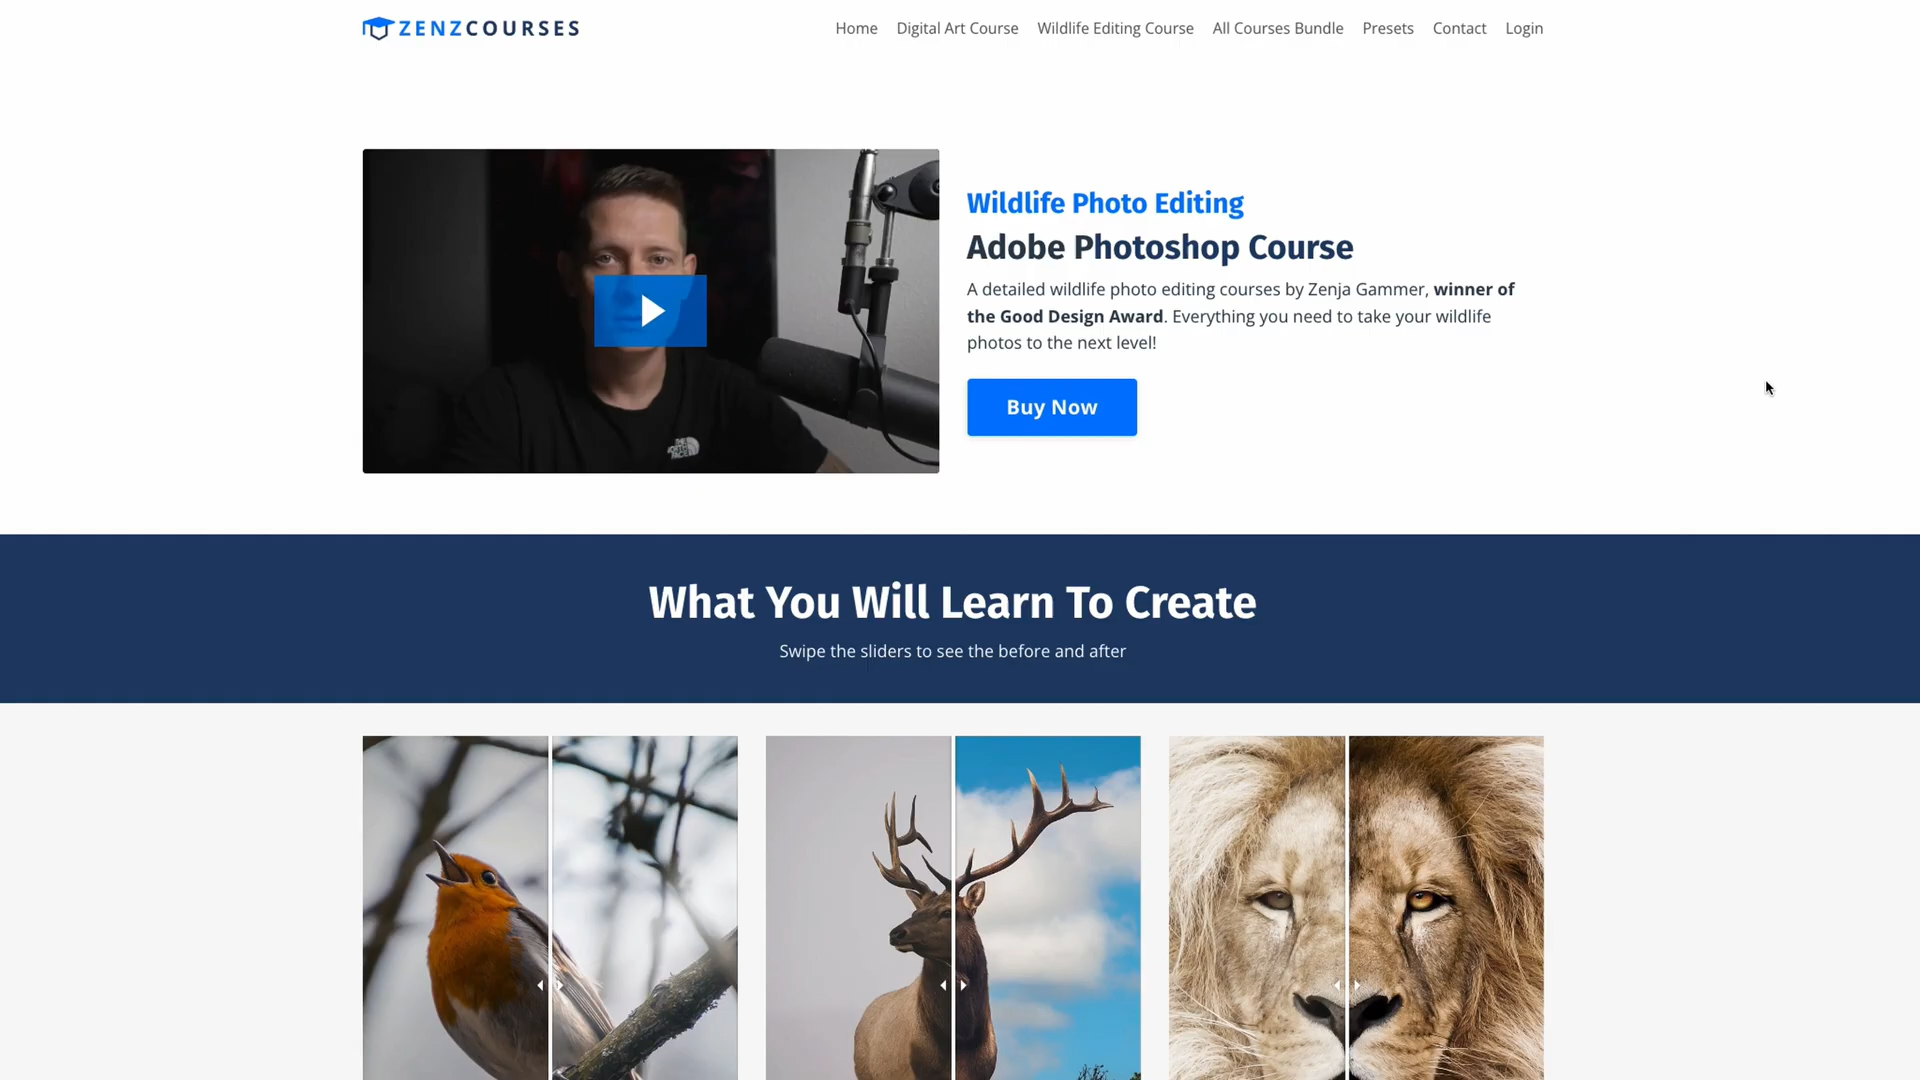 ZENZCOURSES
Home Digital Art Course Wildlife Editing Course All Courses Bundle Presets Contact Login
Wildlife Photo Editing
Adobe Photoshop Course
A detailed wildlife photo editing courses by Zenja Gammer, winner of
the Good Design Award. Everything you need to take your wildlife
photos to the next level!
THE
NORTH
FACE
Buy Now
What You Will Learn To Create
Swipe the sliders to see the before and after